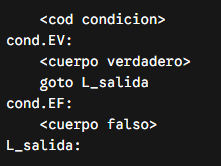 <cod condicion>
cond.EV:
<cuerpo verdadero>
goto L_salida
cond.EF:
<cuerpo falso>
L_salida: